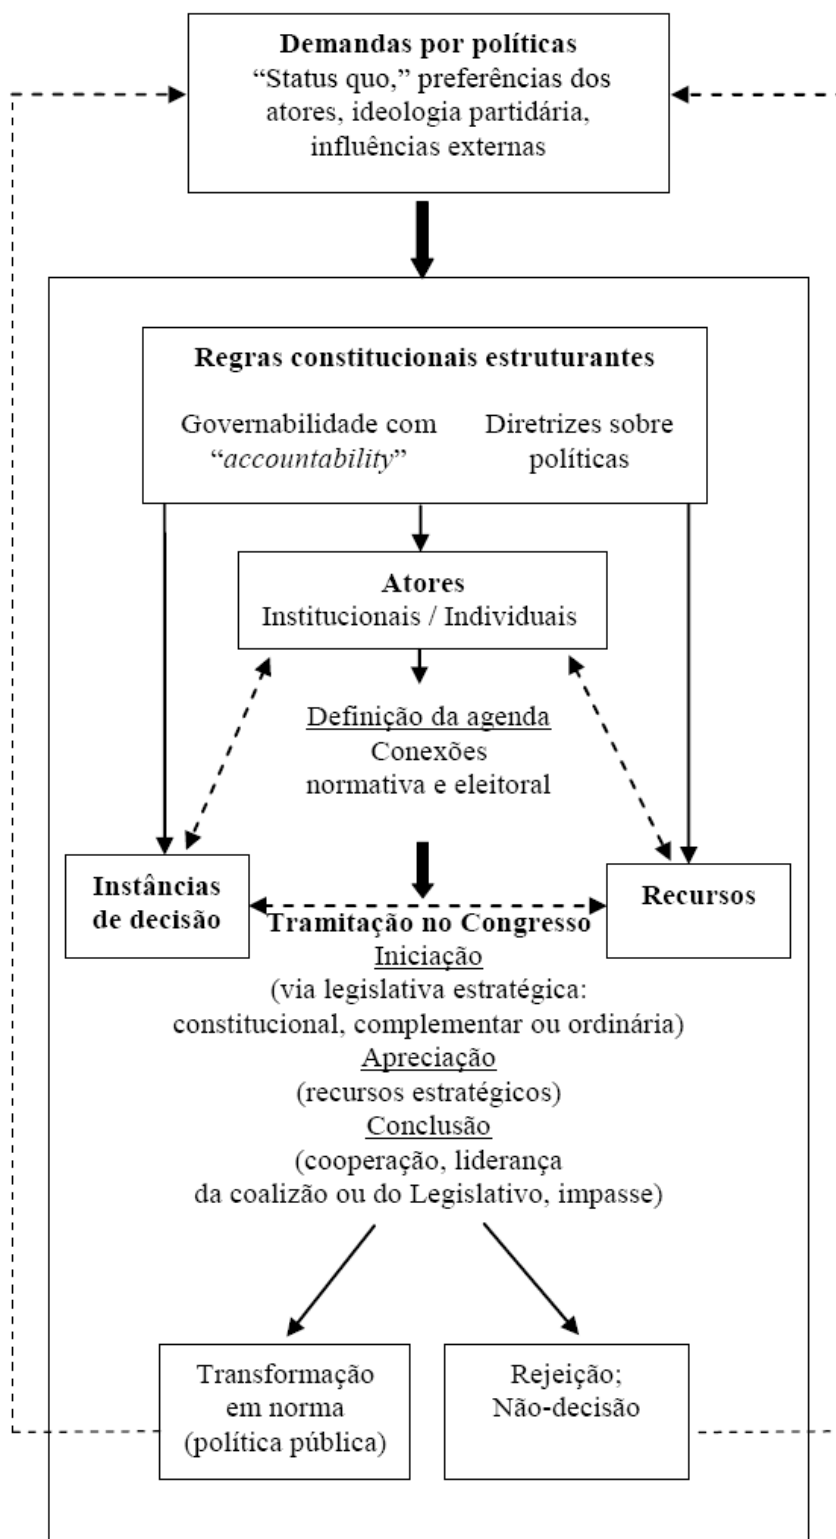 Demandas por políticas
“Status quo,” preferências dos
atores, ideologia partidária,
influências externas
Regras constitucionais estruturantes
Governabilidade com
“accountability”
Diretrizes sobre
políticas
Atores
Institucionais / Individuais
Definição da agenda
Conexões
normativa e eleitoral
Instâncias
de decisão
Recursos
Tramitação no Congresso
Iniciação
(via legislativa estratégica:
constitucional, complementar ou ordinária)
Apreciação
(recursos estratégicos)
Conclusão
(cooperação, liderança
da coalizão ou do Legislativo, impasse)
Transformação
em norma
(política pública)
Rejeição;
Não-decisão